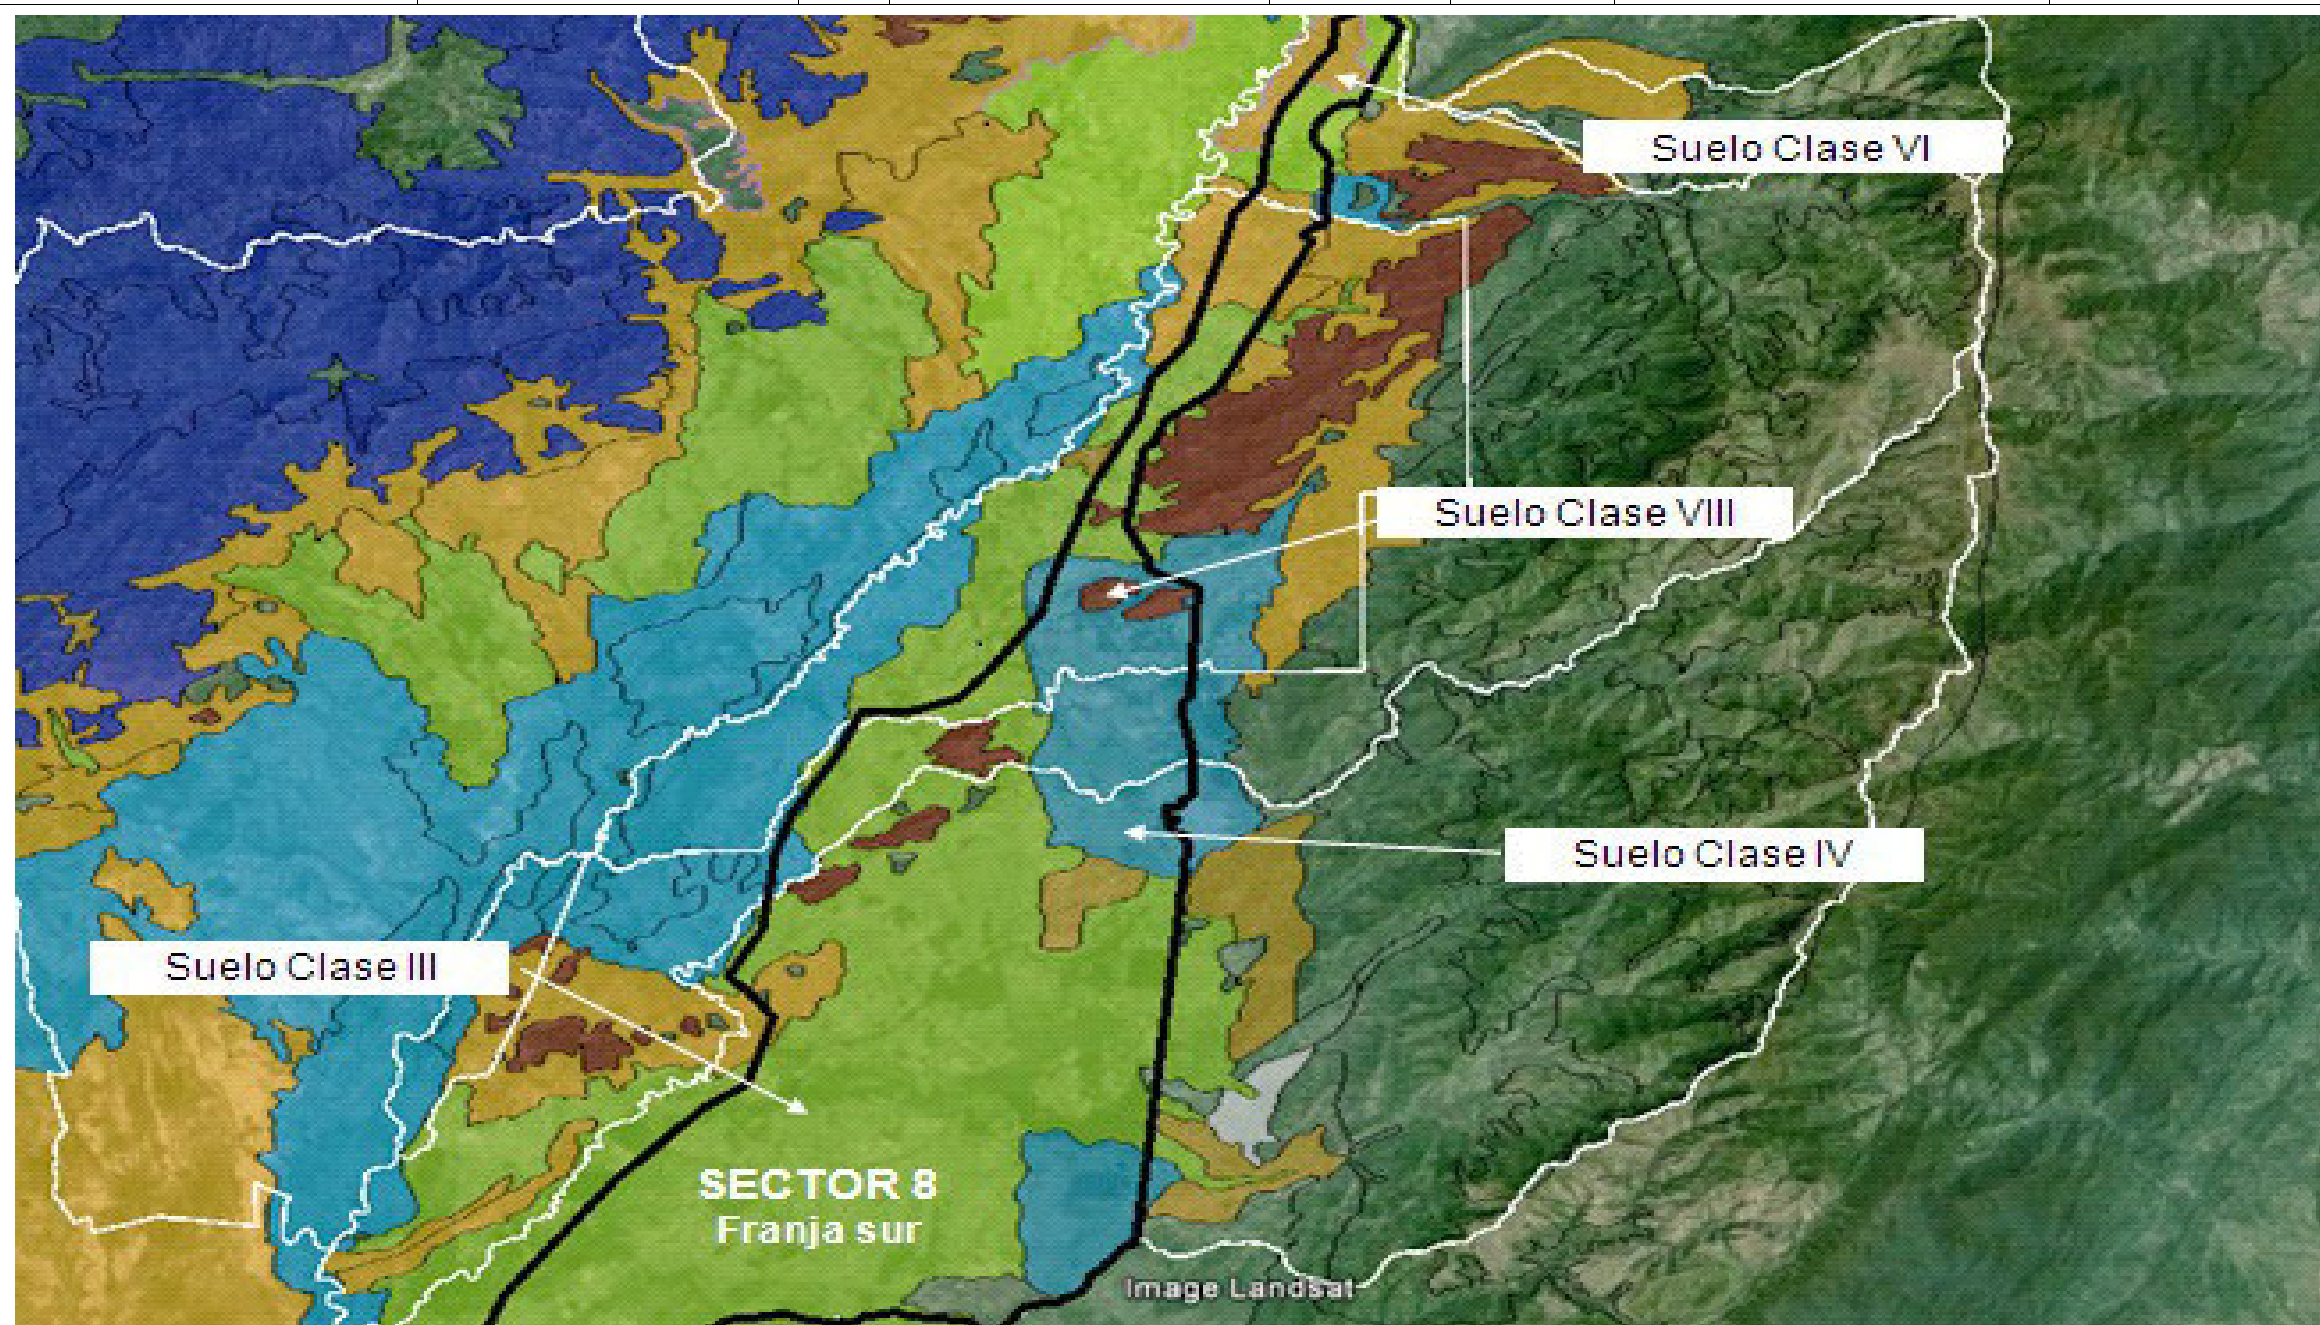 Suelo Clase VI
Suelo Clase VIII
Suelo Clase IV
Suelo Clase III
SECTOR 8
Franja sur
Image Landsat